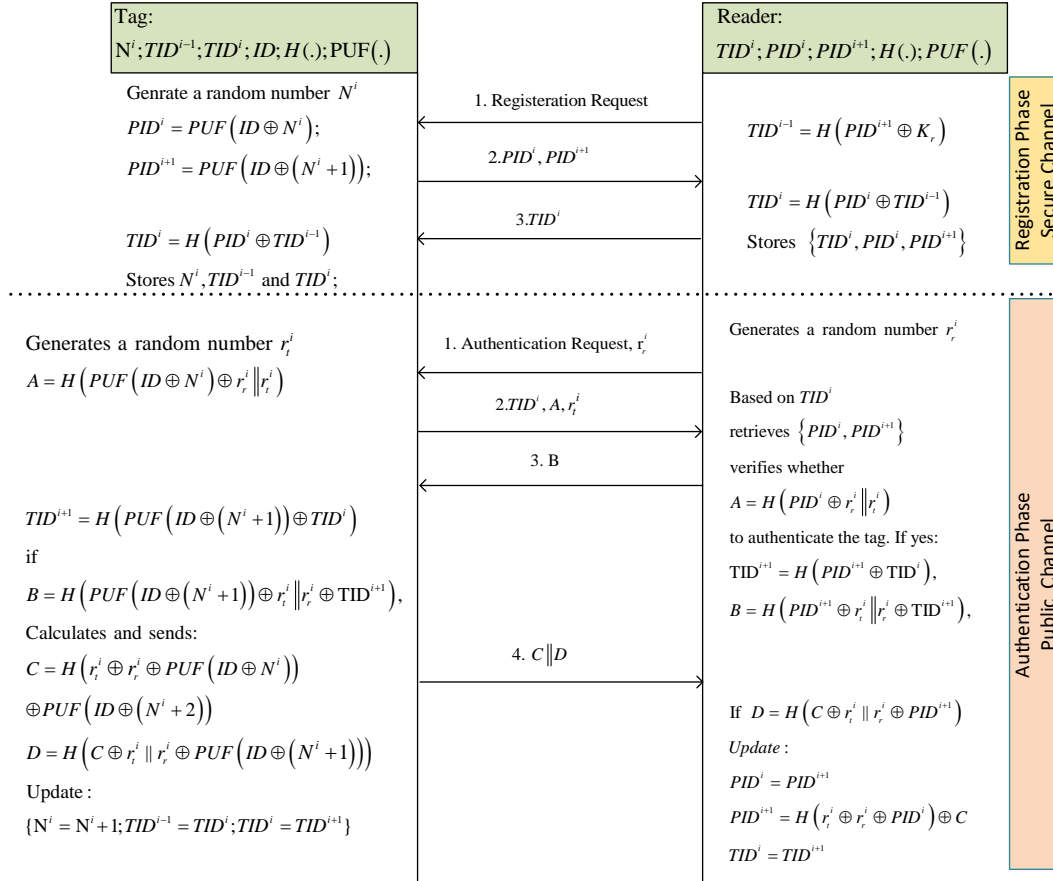 Tag:
N^i;TID^{i-1};TID^i;ID;H(.);PUF(.)
Reader:
TID^i;PID^i;PID^{i+1};H(.);PUF(.)
Genrate a random number N^i
PID^i = PUF(ID ⊕ N^i);
PID^{i+1} = PUF(ID ⊕ (N^i + 1));
TID^i = H(PID^i ⊕ TID^{i-1})
Stores N^i, TID^{i-1} and TID^i;
1. Registeration Request
2.PID^i, PID^{i+1}
3.TID^i
TID^{i-1} = H(PID^{i+1} ⊕ K_r)
TID^i = H(PID^i ⊕ TID^{i-1})
Stores {TID^i, PID^i, PID^{i+1}}
Registration Phase
Secure Channel
Generates a random number r_t^i
A = H(PUF(ID ⊕ N^i) ⊕ r_r^i || r_t^i)
TID^{i+1} = H(PUF(ID ⊕ (N^i + 1)) ⊕ TID^i)
if
B = H(PUF(ID ⊕ (N^i + 1)) ⊕ r_t^i || r_r^i ⊕ TID^{i+1}),
Calculates and sends:
C = H(r_t^i ⊕ r_r^i ⊕ PUF(ID ⊕ N^i))
⊕PUF(ID ⊕ (N^i + 2))
D = H(C ⊕ r_t^i || r_r^i ⊕ PUF(ID ⊕ (N^i + 1)))
Update :
{N^i = N^i + 1; TID^{i-1} = TID^i; TID^i = TID^{i+1}}
1. Authentication Request, r_r^i
2.TID^i, A, r_t^i
3. B
4. C||D
Generates a random number r_r^i
Based on TID^i
retrieves {PID^i, PID^{i+1}}
verifies whether
A = H(PID^i ⊕ r_r^i || r_t^i)
to authenticate the tag. If yes:
TID^{i+1} = H(PID^{i+1} ⊕ TID^i),
B = H(PID^{i+1} ⊕ r_t^i || r_r^i ⊕ TID^{i+1}),
If D = H(C ⊕ r_t^i || r_r^i ⊕ PID^{i+1})
Update :
PID^i = PID^{i+1}
PID^{i+1} = H(r_t^i ⊕ r_r^i ⊕ PID^i) ⊕ C
TID^i = TID^{i+1}
Authentication Phase
Public Channel